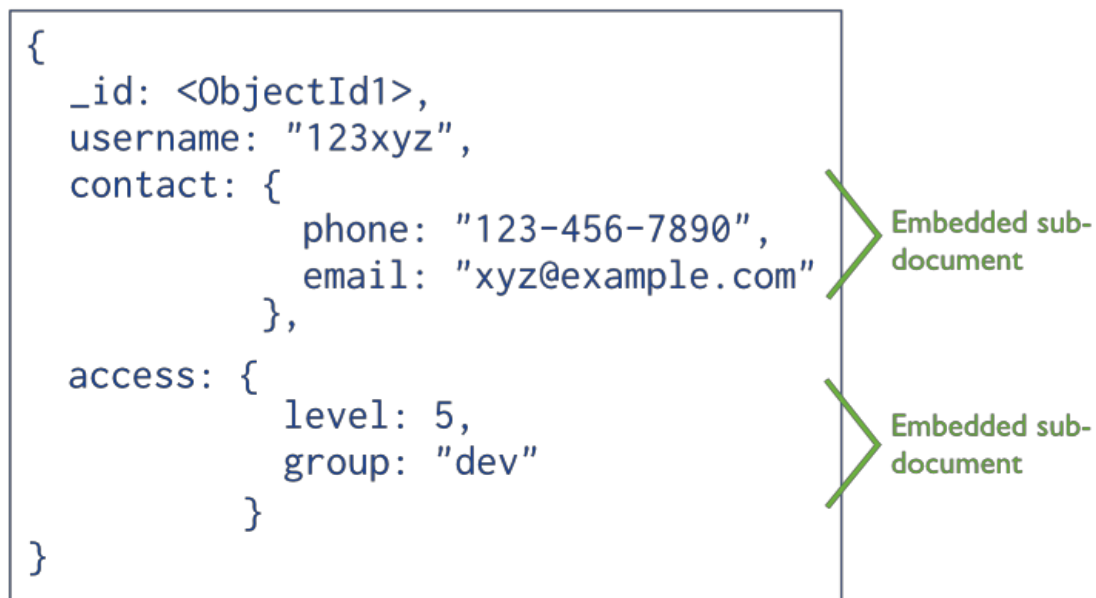 {
_id: <ObjectId1>,
username: "123xyz",
contact: {
phone: "123-456-7890",
email: "xyz@example.com"
},
access: {
level: 5,
group: "dev"
}
}
Embedded sub-
document
Embedded sub-
document